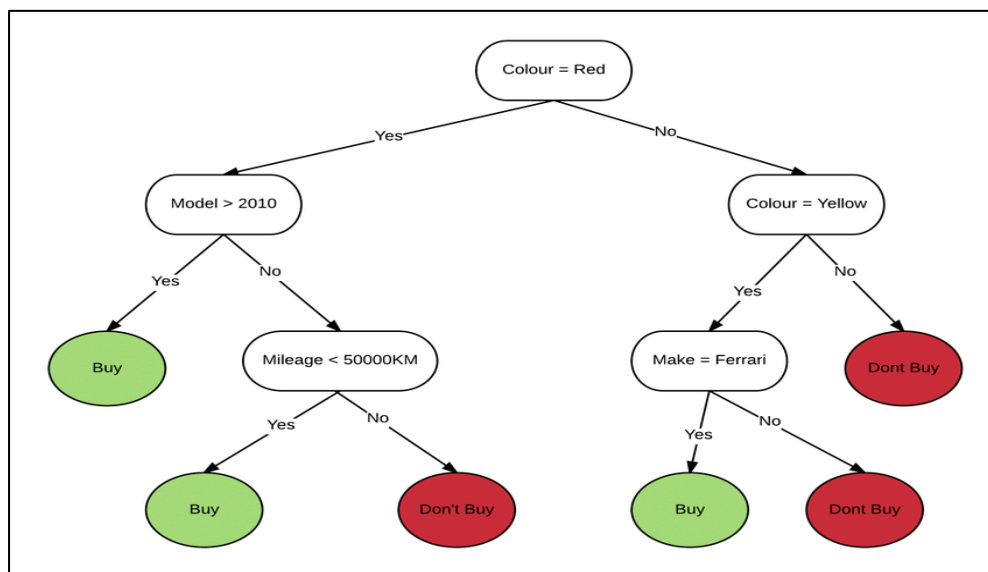 Colour = Red
Yes
No
Model > 2010
Colour = Yellow
Yes
No
Yes
No
Buy
Mileage < 50000KM
Make = Ferrari
Dont Buy
Yes
No
Yes
No
Buy
Don't Buy
Buy
Dont Buy